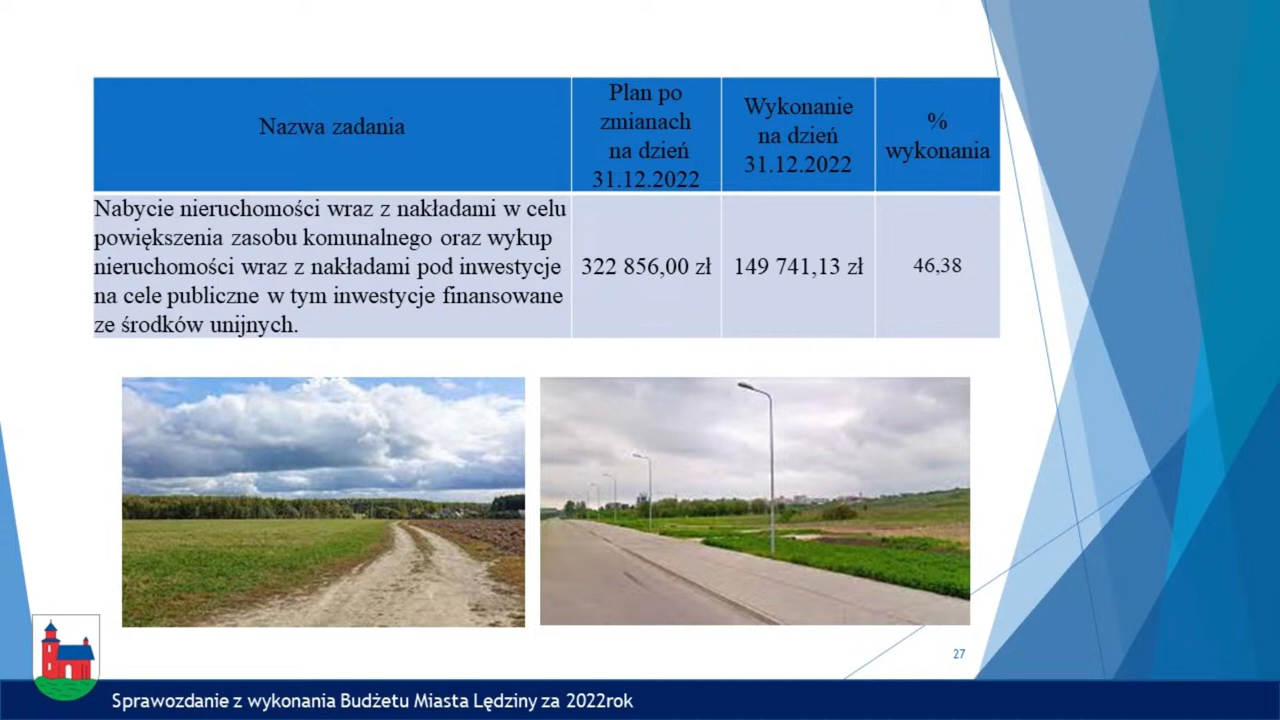 Nazwa zadania
Plan po
zmianach
na dzień
31.12.2022
Wykonanie
na dzień
31.12.2022
%
wykonania
Nabycie nieruchomości wraz z nakładami w celu
powiększenia zasobu komunalnego oraz wykup
nieruchomości wraz z nakładami pod inwestycje
na cele publiczne w tym inwestycje finansowane
ze środków unijnych.
322 856,00 zł
149 741,13 zł
46,38
27
Sprawozdanie z wykonania Budżetu Miasta Lędziny za 2022rok